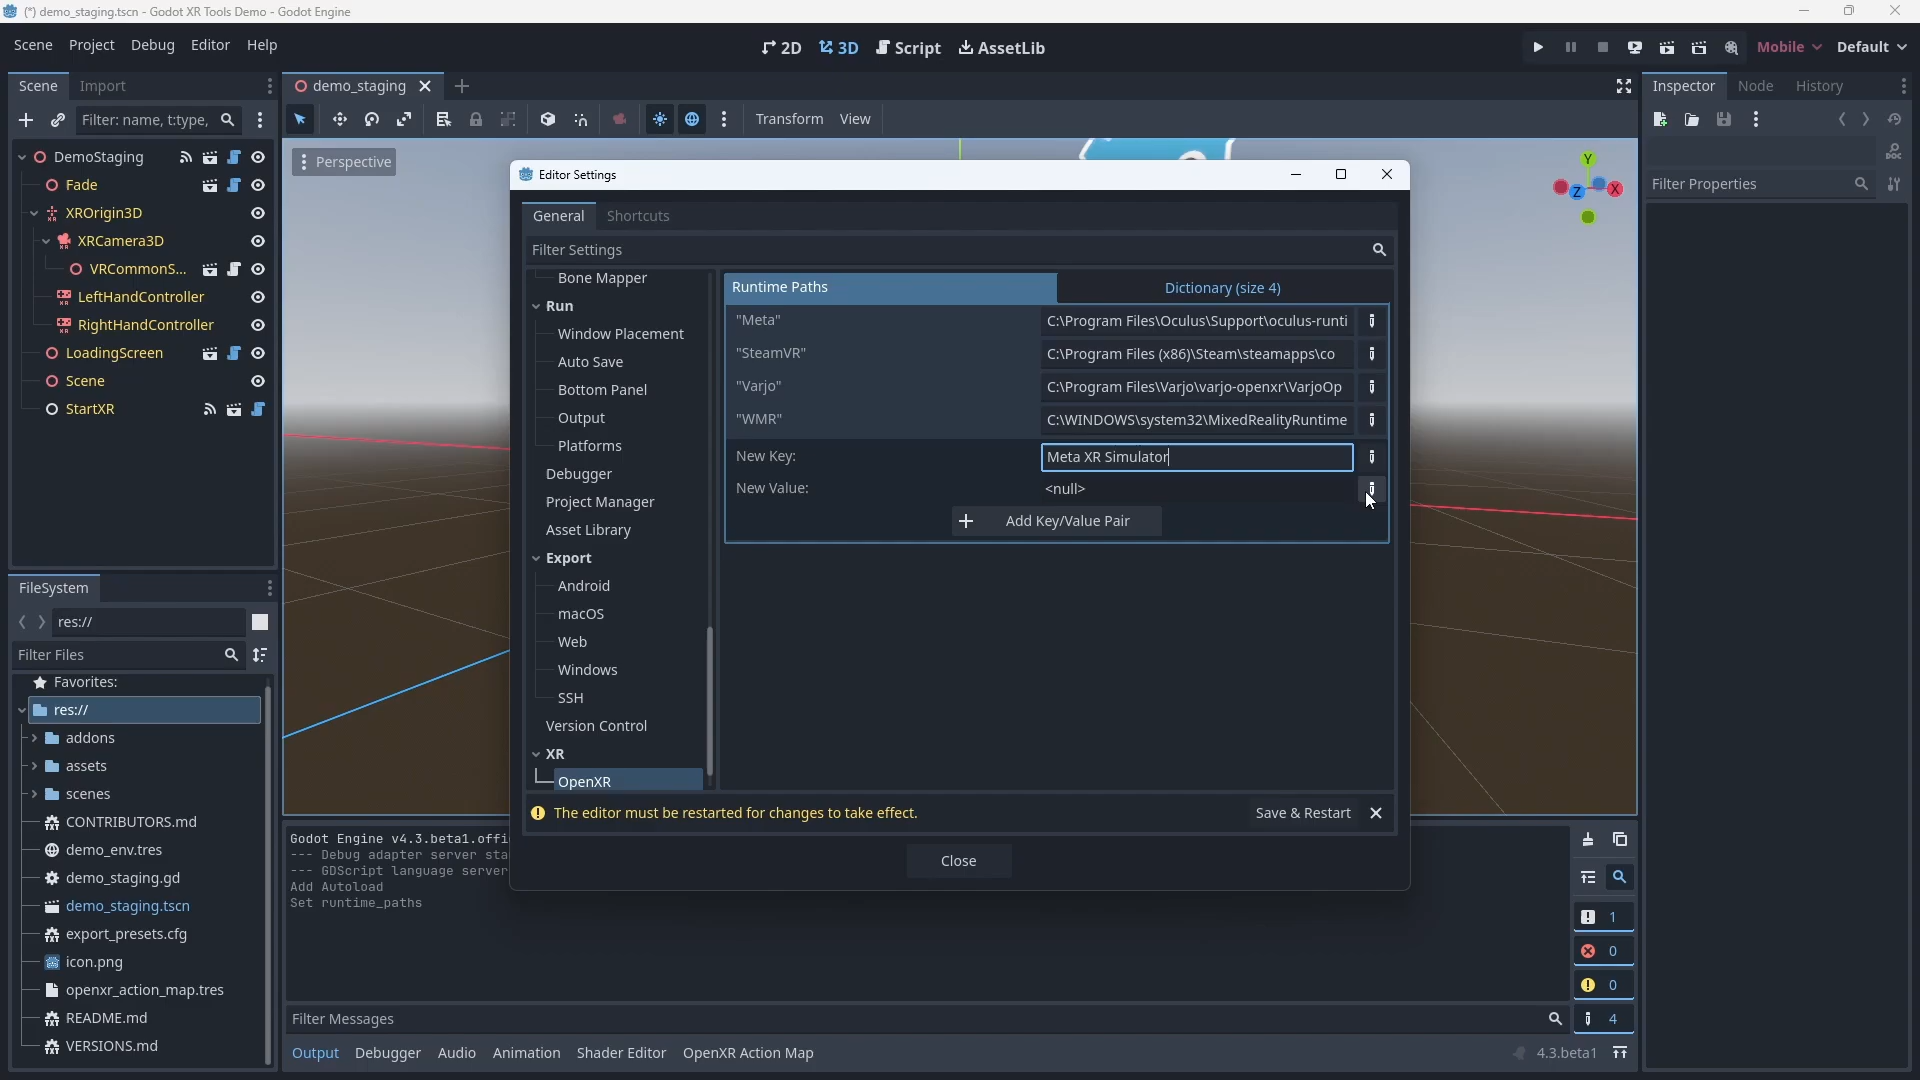 (*) demo_staging.tscn - Godot XR Tools Demo - Godot Engine
Scene Project Debug Editor Help
2D 3D Script AssetLib
Mobile Default
Scene Import
Filter: name, t:type,
DemoStaging
Fade
XROrigin3D
XRCamera3D
VRCommonS...
LeftHandController
RightHandController
LoadingScreen
Scene
StartXR
FileSystem
res://
Filter Files
Favorites:
res://
addons
assets
scenes
CONTRIBUTORS.md
demo_env.tres
demo_staging.gd
demo_staging.tscn
export_presets.cfg
icon.png
openxr_action_map.tres
README.md
VERSIONS.md
demo_staging
Transform View
Perspective
Y
Z X
Editor Settings
General Shortcuts
Filter Settings
Bone Mapper
Run
Window Placement
Auto Save
Bottom Panel
Output
Platforms
Debugger
Project Manager
Asset Library
Export
Android
macOS
Web
Windows
SSH
Version Control
XR
OpenXR
Runtime Paths Dictionary (size 4)
"Meta" C:\Program Files\Oculus\Support\oculus-runti
"SteamVR" C:\Program Files (x86)\Steam\steamapps\co
"Varjo" C:\Program Files\Varjo\varjo-openxr\VarjoOp
"WMR" C:\WINDOWS\system32\MixedRealityRuntime
New Key: Meta XR Simulator
New Value: <null>
Add Key/Value Pair
The editor must be restarted for changes to take effect. Save & Restart
Close
Godot Engine v4.3.beta1.offi
--- Debug adapter server sta
--- GDScript language server
Add Autoload
Set runtime_paths
Filter Messages
1
0
0
4
Output Debugger Audio Animation Shader Editor OpenXR Action Map
4.3.beta1
Inspector Node History
Filter Properties